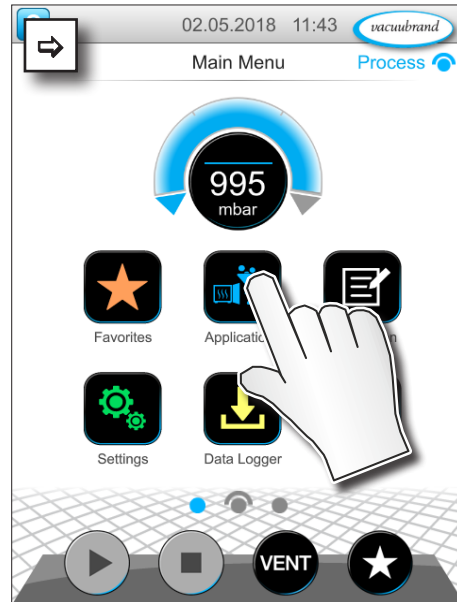 02.05.2018 11:43 vacuubrand
Main Menu Process
995
mbar
Favorites
Settings Data Logger
VENT